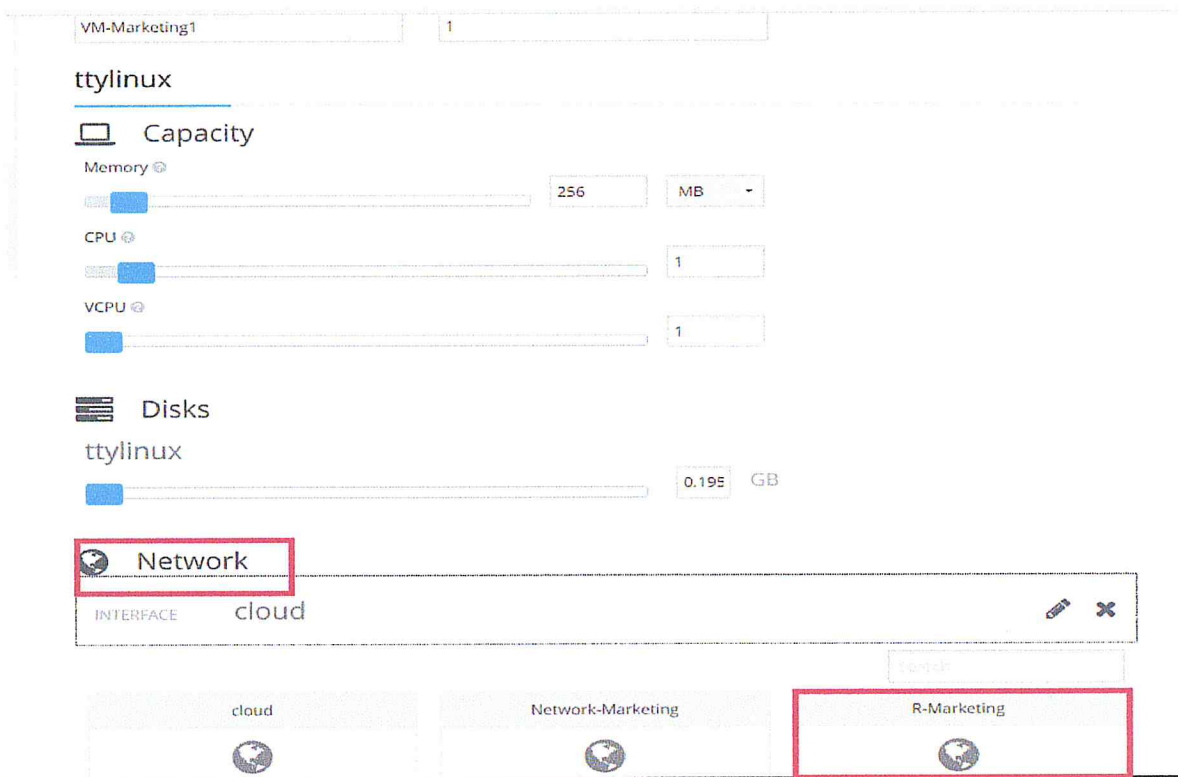 VM-Marketing1 1
ttylinux
Capacity
Memory
256 MB
CPU
1
VCPU
1
Disks
ttylinux
0.195 GB
Network
INTERFACE cloud
cloud Network-Marketing R-Marketing